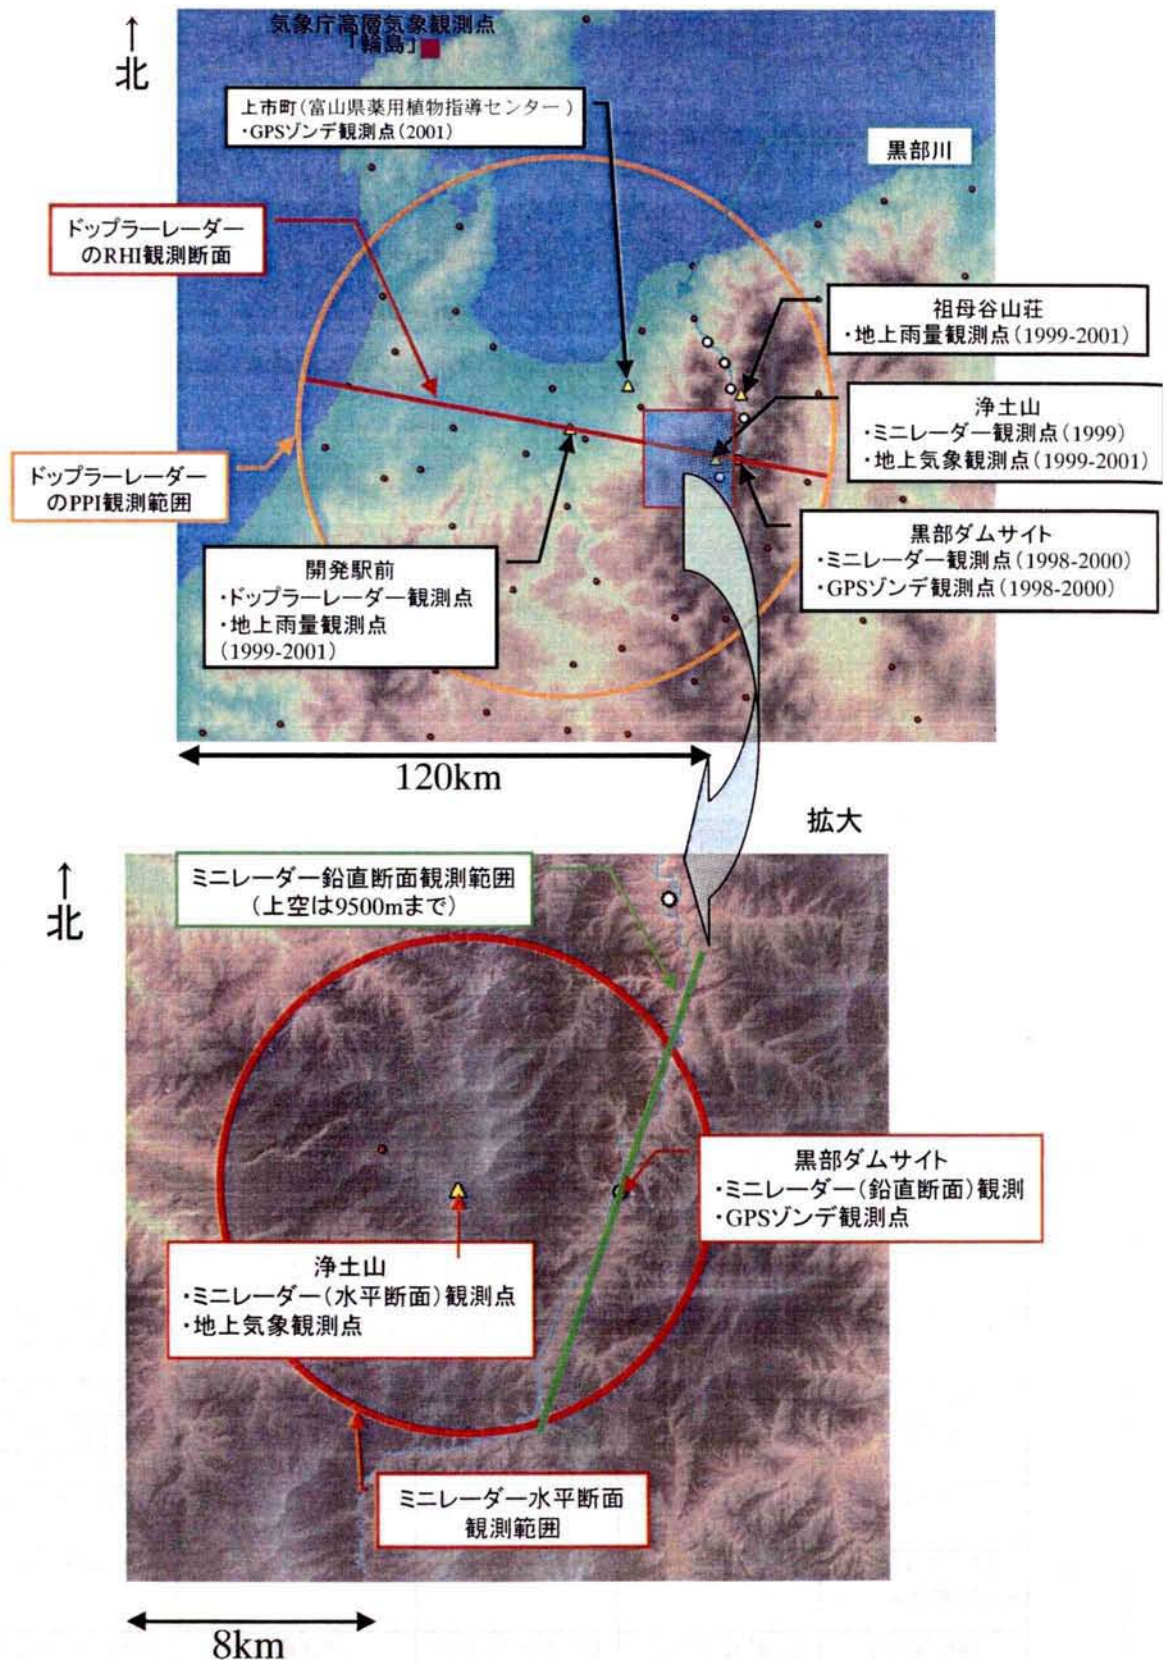 気象庁高層気象観測点
「輪島」
↑
北
上市町(富山県薬用植物指導センター)
・GPSゾンデ観測点(2001)
黒部川
ドップラーレーダー
のRHI観測断面
祖母谷山荘
・地上雨量観測点(1999-2001)
浄土山
・ミニレーダー観測点(1999)
・地上気象観測点(1999-2001)
ドップラーレーダー
のPPI観測範囲
黒部ダムサイト
・ミニレーダー観測点(1998-2000)
・GPSゾンデ観測点(1998-2000)
開発駅前
・ドップラーレーダー観測点
・地上雨量観測点
(1999-2001)
120km
拡大
↑
北
ミニレーダー鉛直断面観測範囲
(上空は9500mまで)
黒部ダムサイト
・ミニレーダー(鉛直断面)観測
・GPSゾンデ観測点
浄土山
・ミニレーダー(水平断面)観測点
・地上気象観測点
ミニレーダー水平断面
観測範囲
8km